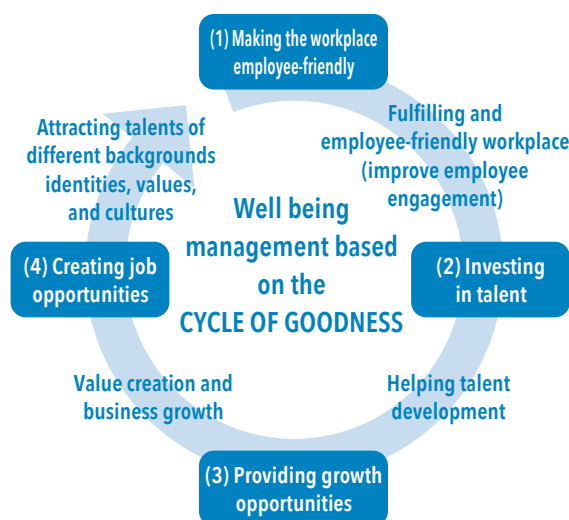 (1) Making the workplace
employee-friendly
Fulfilling and
employee-friendly workplace
(improve employee
engagement)
(2) Investing
in talent
Helping talent
development
(3) Providing growth
opportunities
Value creation and
business growth
(4) Creating job
opportunities
Attracting talents of
different backgrounds
identities, values,
and cultures
Well being
management based
on the
CYCLE OF GOODNESS